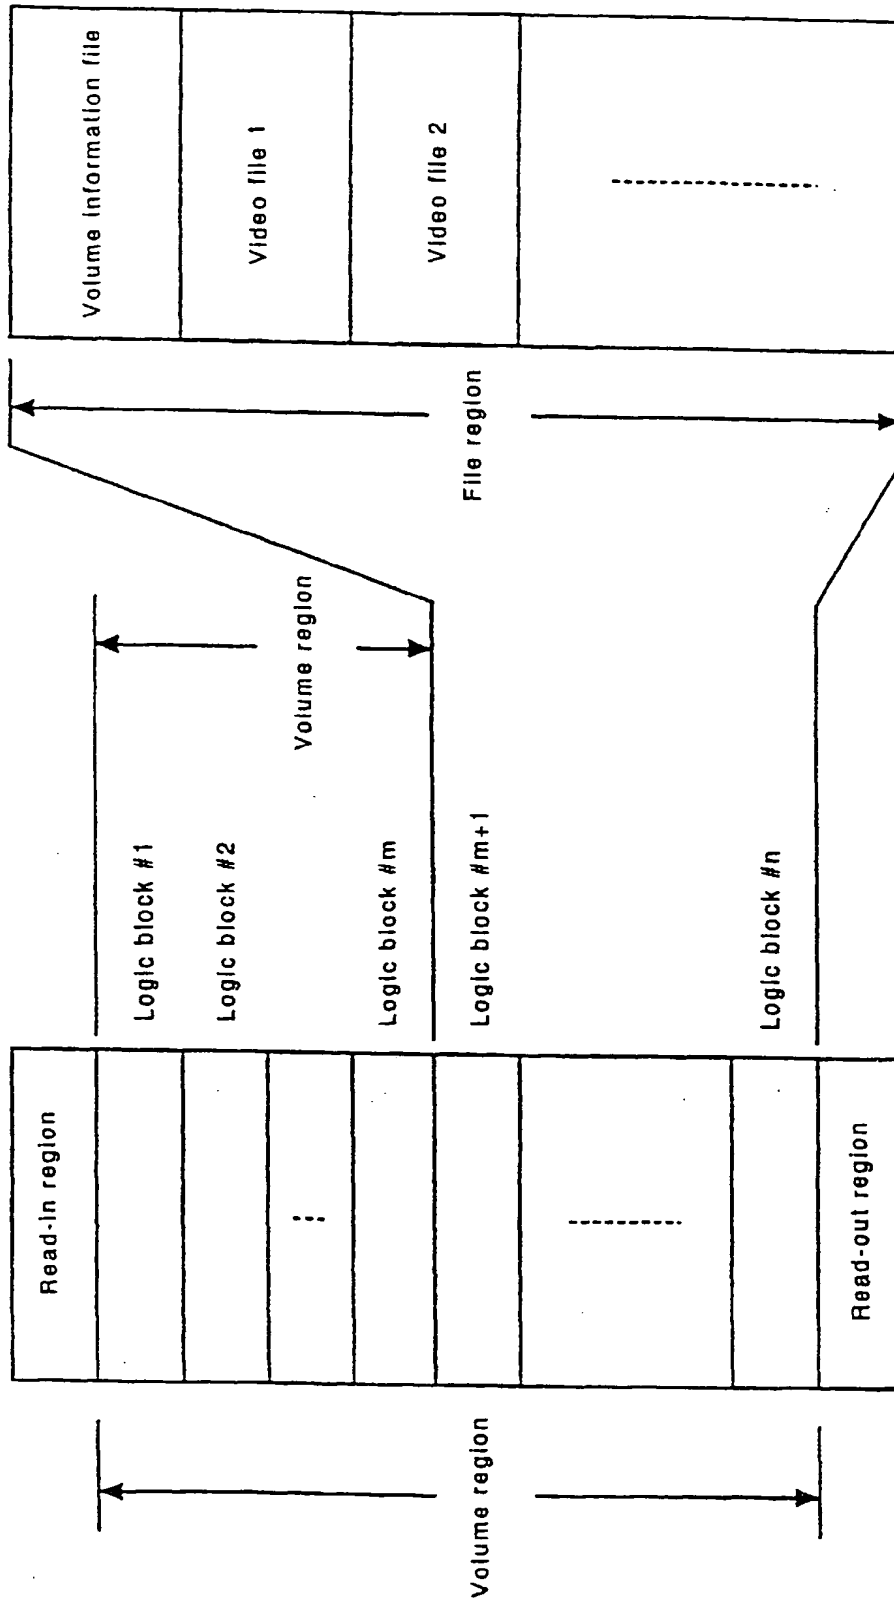 Volume region
Read-in region
Read-out region
Logic block #1
Logic block #2
Logic block #m
Logic block #m+1
Logic block #n
Volume region
File region
Volume information file
Video file 1
Video file 2